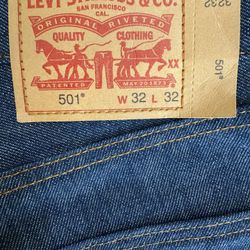 LEVI STRAUSS & CO.
SAN FRANCISCO
CAL.
ORIGINAL RIVETED
QUALITY CLOTHING
XX
PATENTED MAY 20 1873
501® W 32 L 32
3232
501®